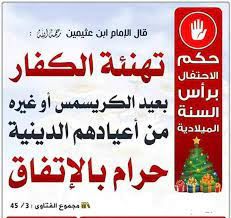 قال الإمام ابن عثيمين رحمه الله :
تهنئة الكفار
بعيد الكريسمس أو غيره
من أعيادهم الدينية
حرام بالإتفاق
مجموع الفتاوى : 3 / 45
حكم
الاحتفال
برأس
السنة
الميلادية